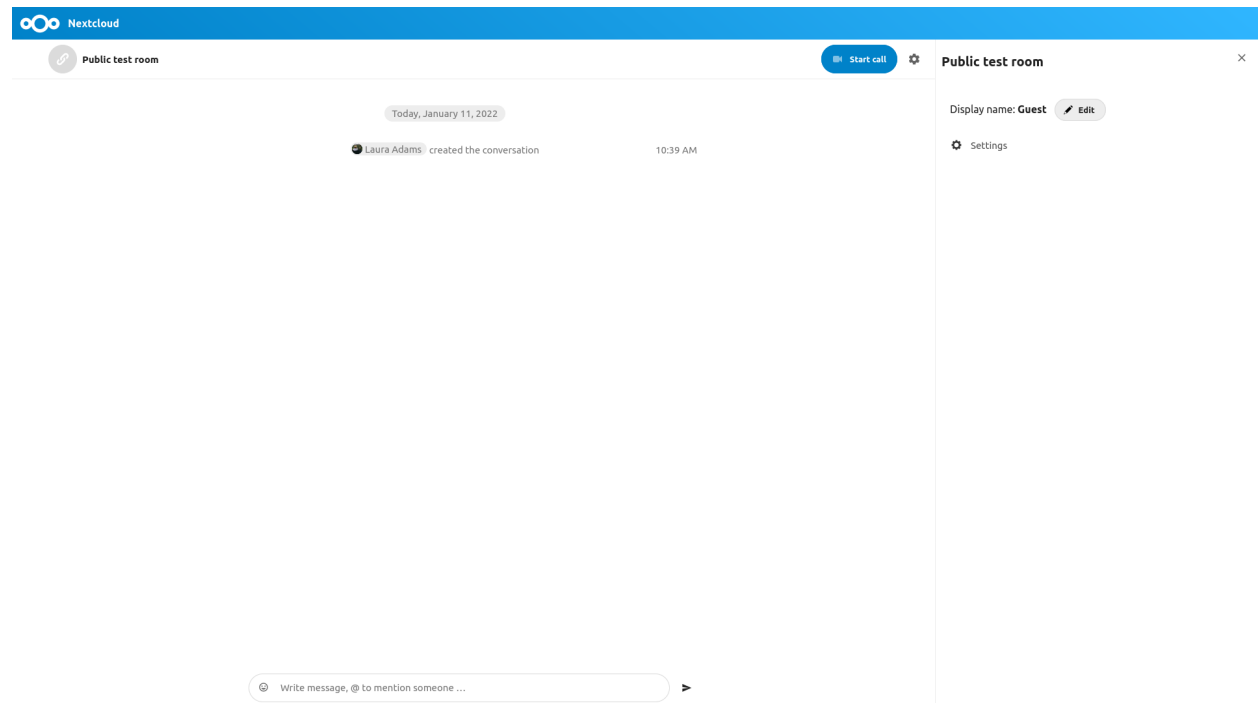 Nextcloud
Public test room
Start call
Today, January 11, 2022
Laura Adams created the conversation 10:39 AM
Write message, @ to mention someone ...
Public test room
Display name: Guest Edit
Settings